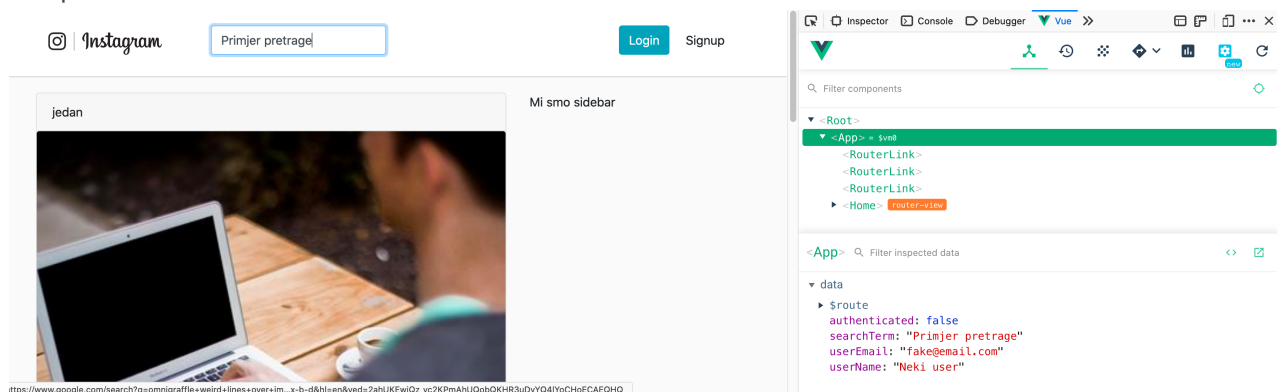 Instagram
Primjer pretrage
Login
Signup
jedan
Mi smo sidebar
Inspector
Console
Debugger
Vue
new
Filter components
<Root>
<App> = $vm0
<RouterLink>
<RouterLink>
<RouterLink>
<Home> router-view
<App>
Filter inspected data
data
$route
authenticated: false
searchTerm: "Primjer pretrage"
userEmail: "fake@email.com"
userName: "Neki user"